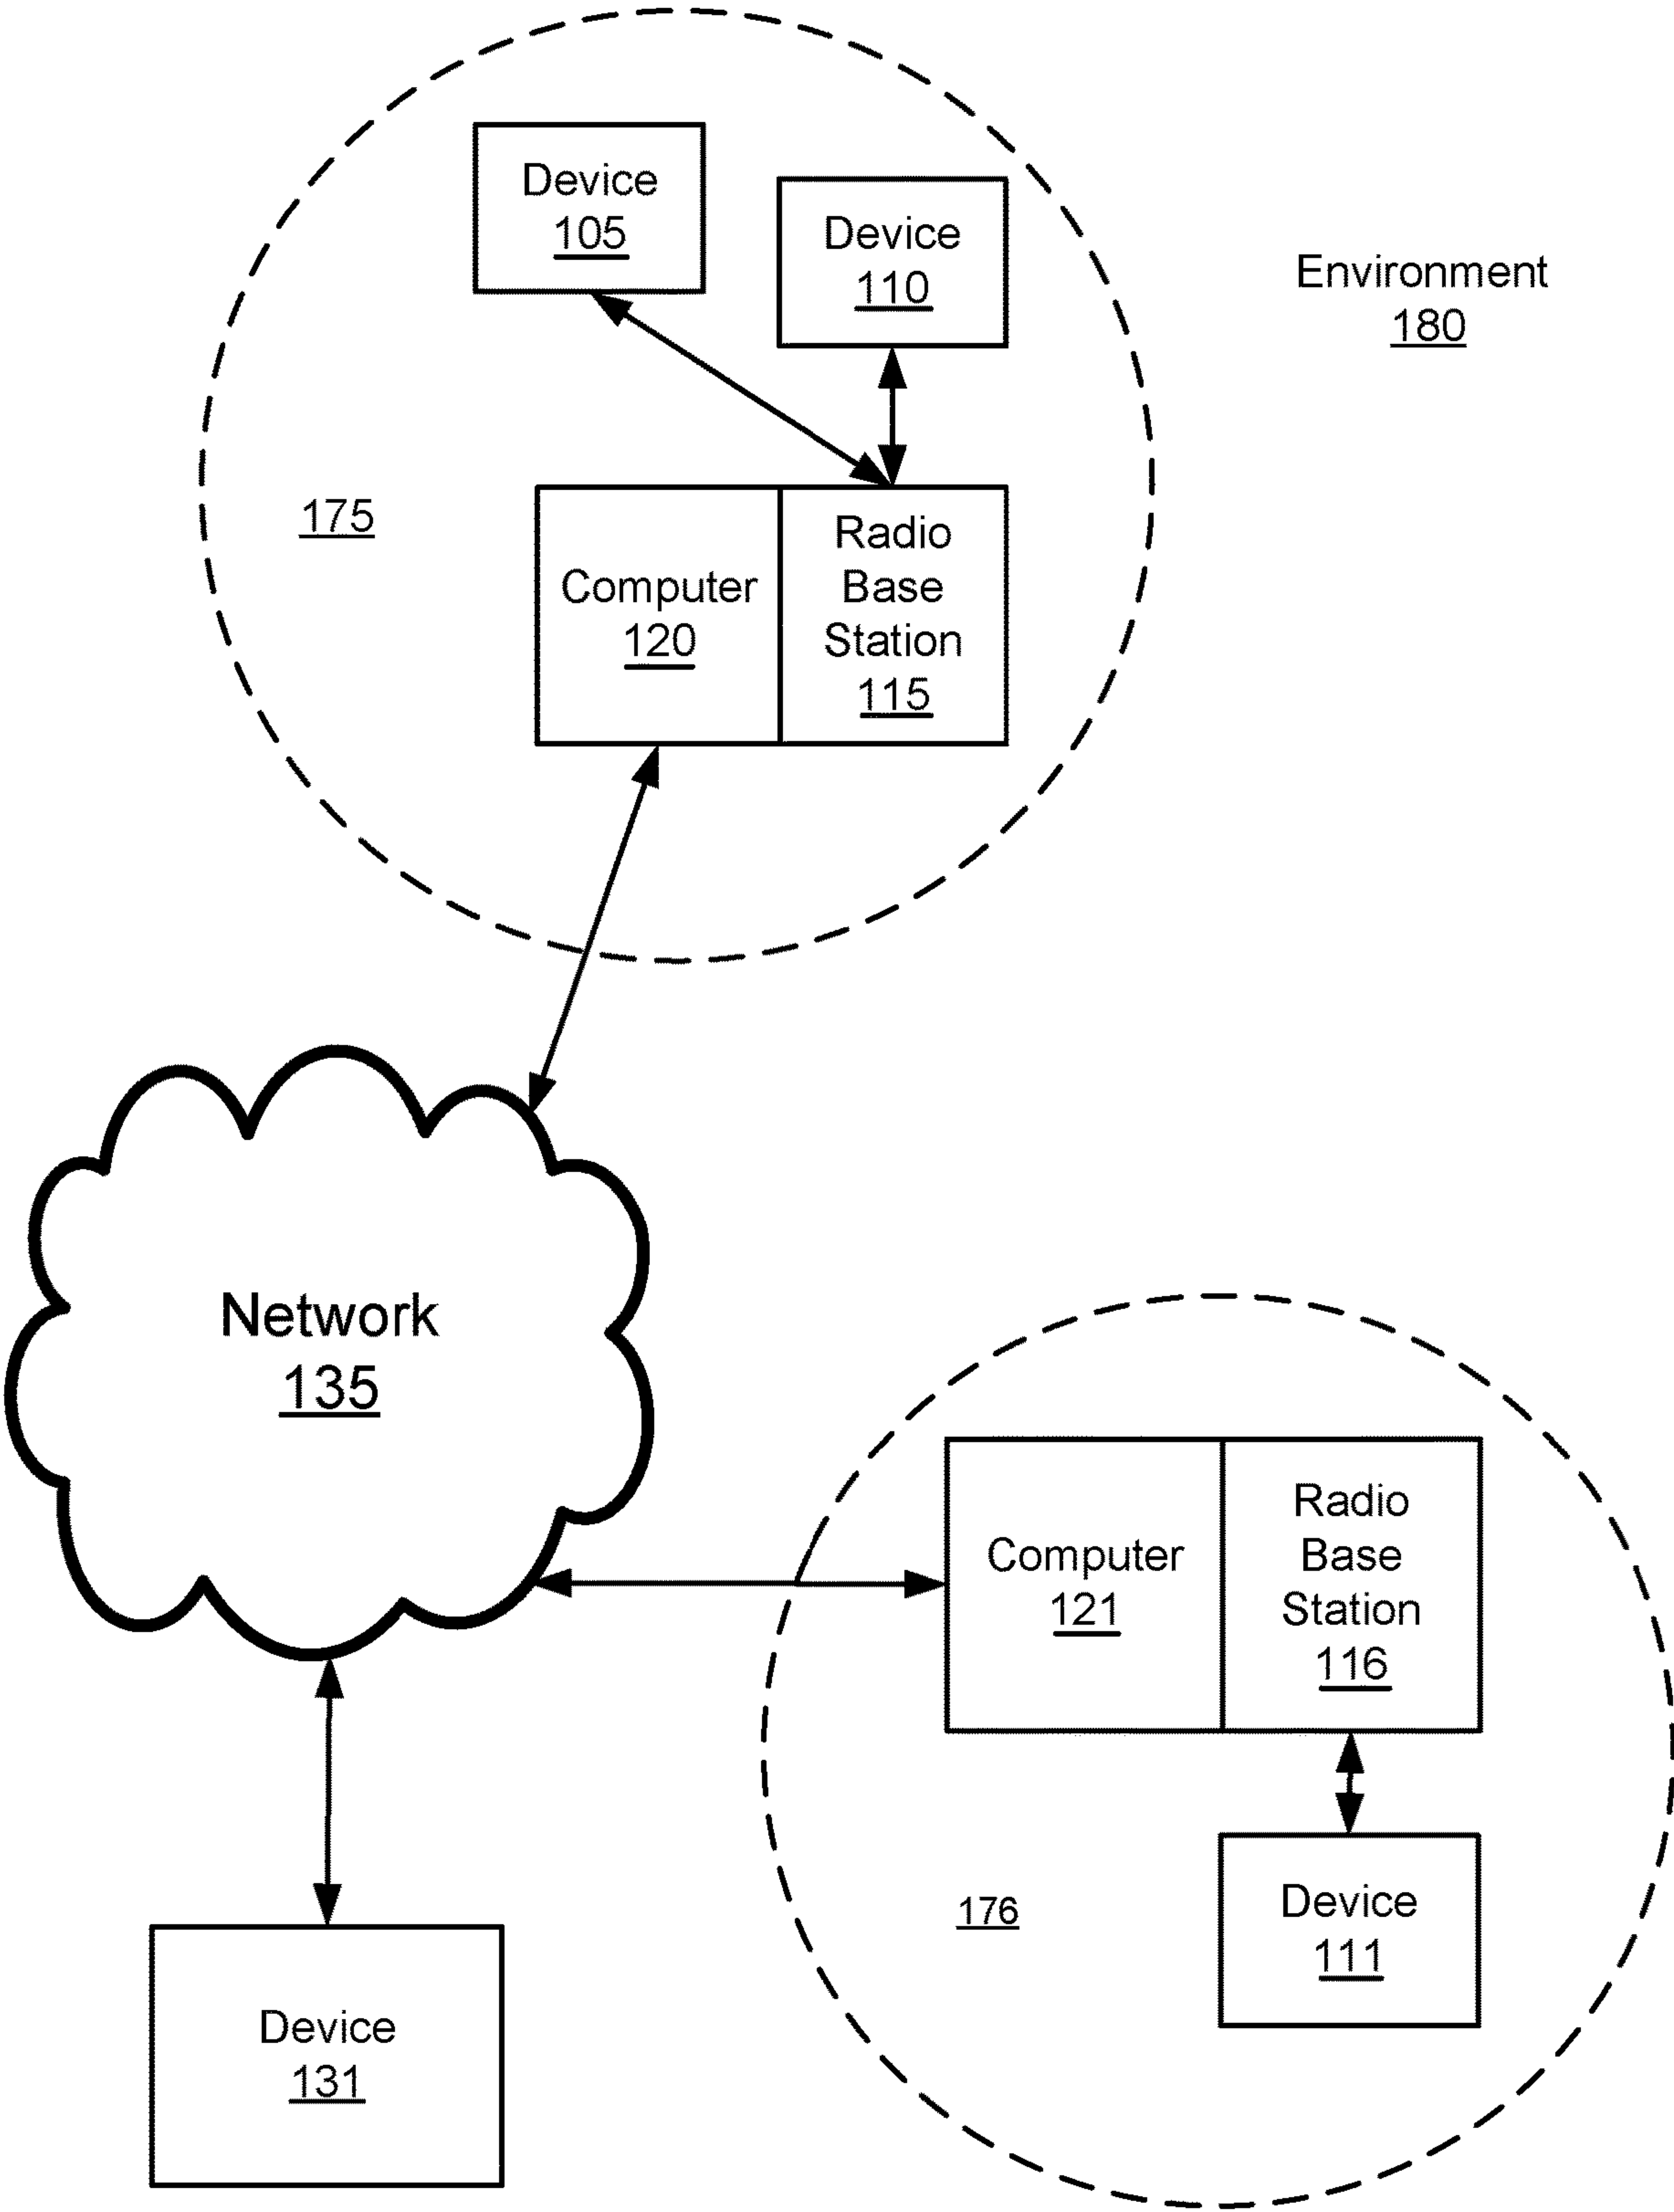 Device
105
Device
110
Environment
180
175
Computer
120
Radio
Base
Station
115
Network
135
Computer
121
Radio
Base
Station
116
176
Device
111
Device
131